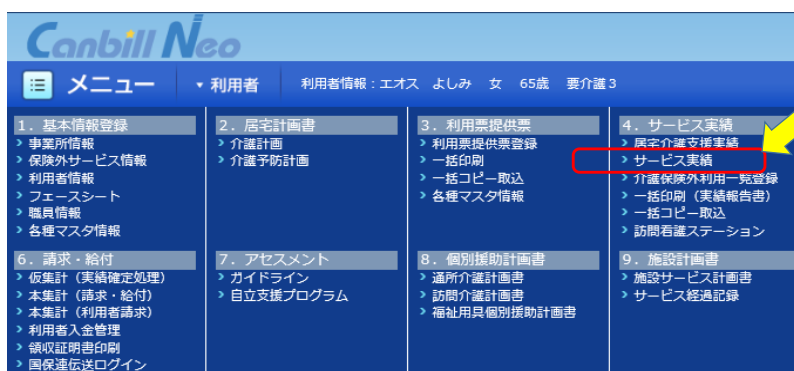 Canbill Neo
メニュー
利用者
利用者情報：エオス よしみ 女 65歳 要介護3
1. 基本情報登録
事業所情報
保険外サービス情報
利用者情報
フェースシート
職員情報
各種マスタ情報
2. 居宅計画書
介護計画
介護予防計画
3. 利用票提供票
利用票提供票登録
一括印刷
一括コピー取込
各種マスタ情報
4. サービス実績
居宅介護支援実績
サービス実績
介護保険外利用一覧登録
一括印刷（実績報告書）
一括コピー取込
訪問看護ステーション
6. 請求・給付
仮集計（実績確定処理）
本集計（請求・給付）
本集計（利用者請求）
利用者入金管理
領収証明書印刷
国保連伝送ログイン
7. アセスメント
ガイドライン
自立支援プログラム
8. 個別援助計画書
通所介護計画書
訪問介護計画書
福祉用具個別援助計画書
9. 施設計画書
施設サービス計画書
サービス経過記録